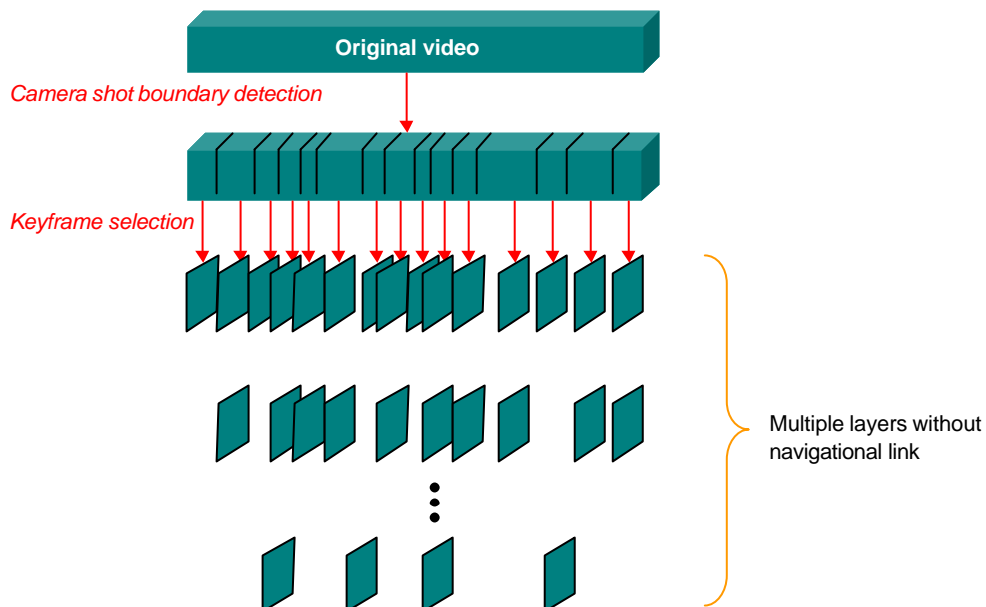 Original video
Camera shot boundary detection
Keyframe selection
Multiple layers without
navigational link